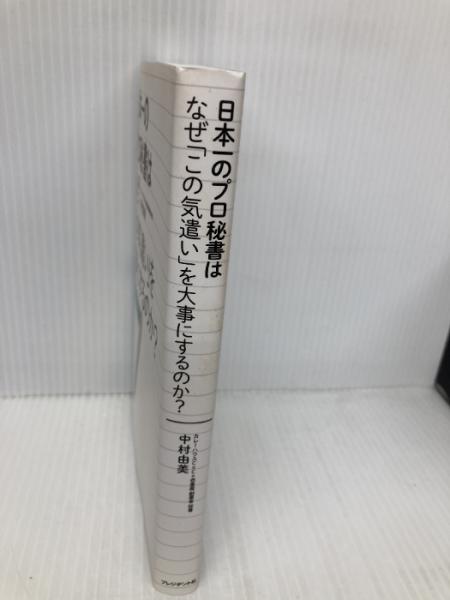 日本一のプロ秘書は
なぜ「この気遣い」を大事にするのか?
中村由美
プレジデント社